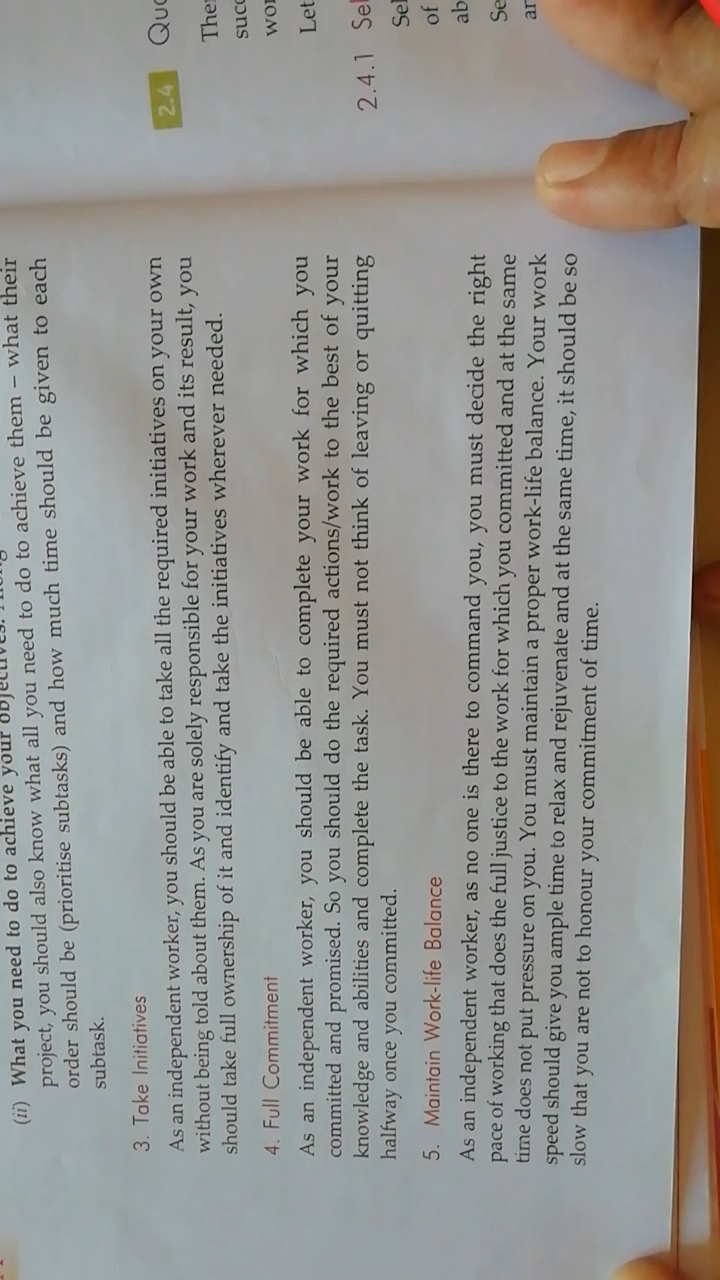 (ii) What you need to do to achieve your objectives.
project, you should also know what all you need to do to achieve them – what their
order should be (prioritise subtasks) and how much time should be given to each
subtask.
3. Take Initiatives
As an independent worker, you should be able to take all the required initiatives on your own
without being told about them. As you are solely responsible for your work and its result, you
should take full ownership of it and identify and take the initiatives wherever needed.
4. Full Commitment
As an independent worker, you should be able to complete your work for which you
committed and promised. So you should do the required actions/work to the best of your
knowledge and abilities and complete the task. You must not think of leaving or quitting
halfway once you committed.
5. Maintain Work-life Balance
As an independent worker, as no one is there to command you, you must decide the right
pace of working that does the full justice to the work for which you committed and at the same
time does not put pressure on you. You must maintain a proper work-life balance. Your work
speed should give you ample time to relax and rejuvenate and at the same time, it should be so
slow that you are not to honour your commitment of time.
2.4
Let
2.4.1
of